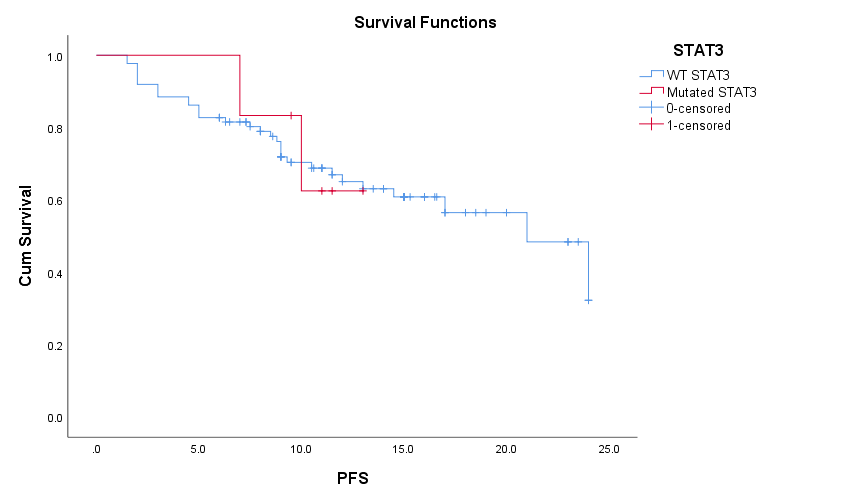 Survival Functions
STAT3
WT STAT3
Mutated STAT3
0-censored
1-censored
1.0
0.8
0.6
0.4
0.2
0.0
Cum Survival
.0 5.0 10.0 15.0 20.0 25.0
PFS